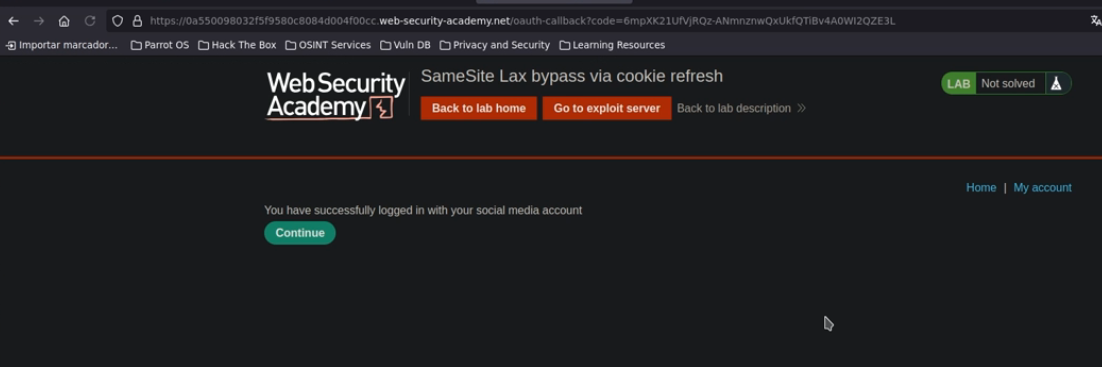 https://0a550098032f5f9580c8084d004f00cc.web-security-academy.net/oauth-callback?code=6mpXK21UfVjRQz-ANmnznwQxUkfQTiBv4A0WI2QZE3L
Importar marcador... Parrot OS Hack The Box OSINT Services Vuln DB Privacy and Security Learning Resources
WebSecurity Academy
SameSite Lax bypass via cookie refresh
LAB Not solved
Back to lab home Go to exploit server Back to lab description
Home | My account
You have successfully logged in with your social media account
Continue